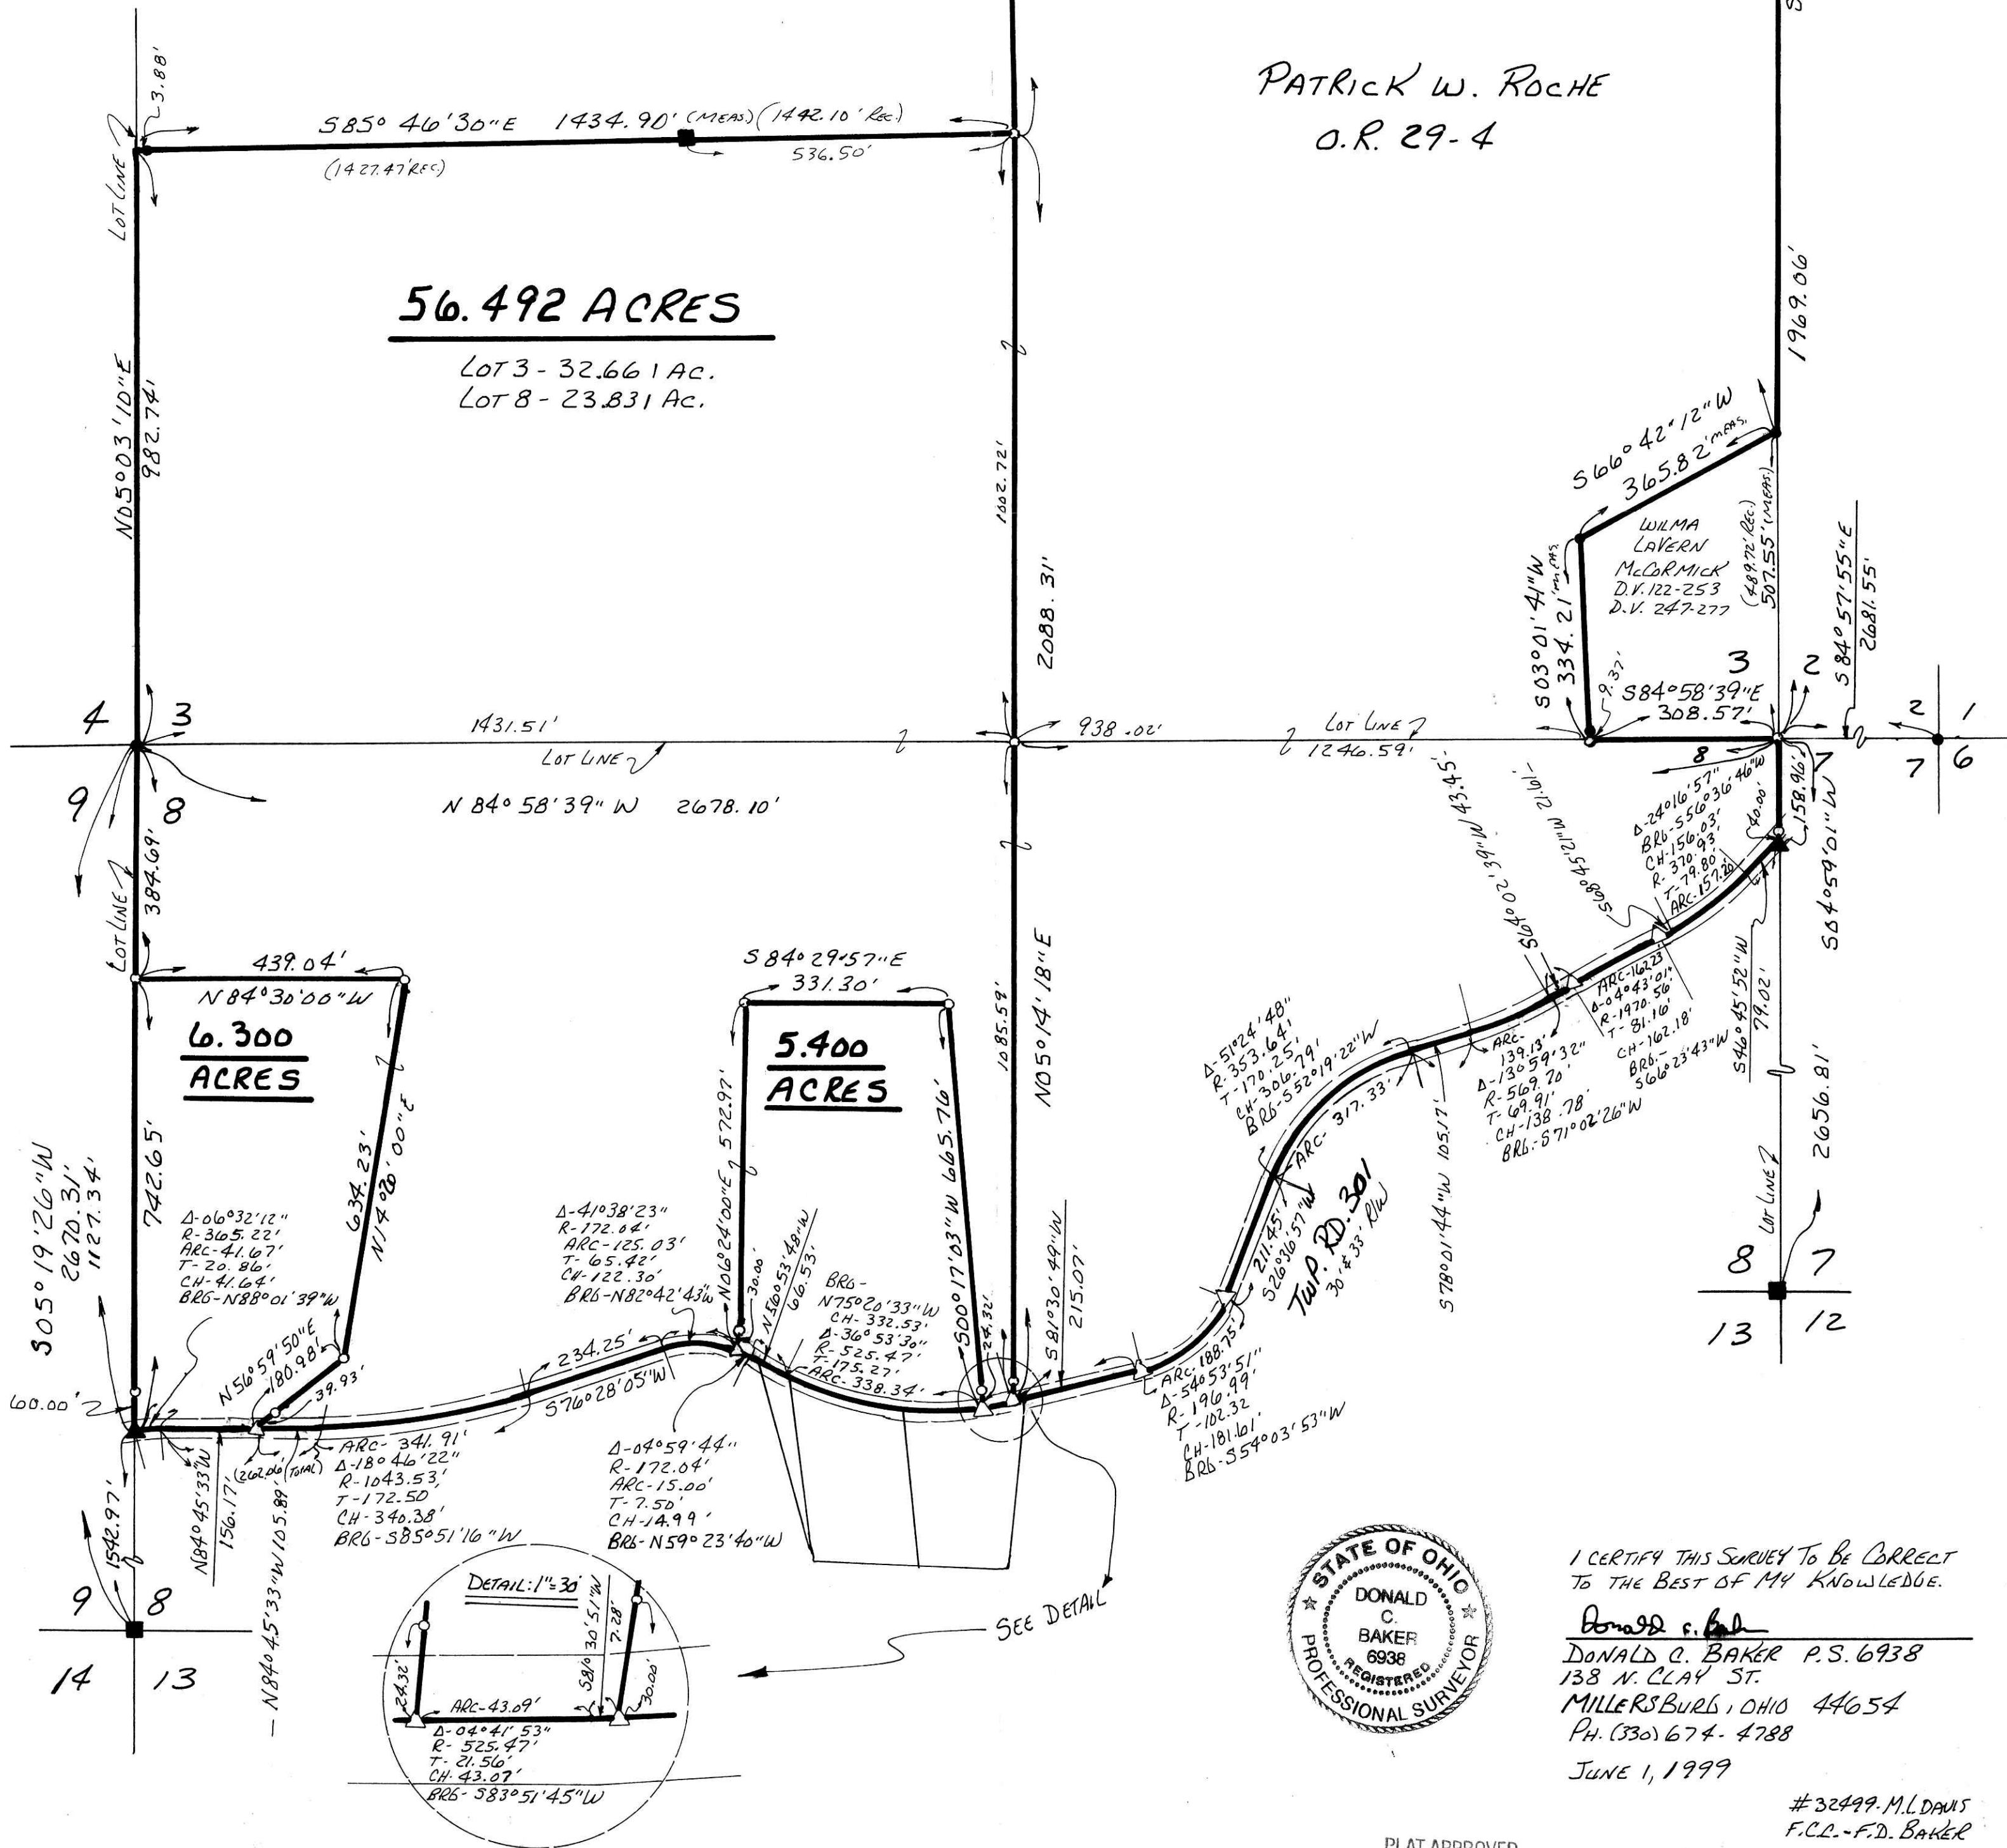 PATRICK W. ROCHE
O.R. 29-4
3.88'
LOT LINE
S85° 46'30"E 1434.90' (MEAS.) (1442.10' REC.)
(1427.47' REC.)
536.50'
56.492 ACRES
LOT 3 - 32.661 AC.
LOT 8 - 23.831 AC.
N05°03'10"E
982.74'
1002.72'
2088.31'
1969.06'
S66°42'12"W
365.82' MEAS.
WILMA
LAVERN
McCORMICK
D.V. 122-253
D.V. 247-277
(489.72' REC.)
507.55' (MEAS.)
S03°01'41"W
334.21' MEAS.
9.37'
S84°58'39"E
308.57'
S84°57'55"E
2681.55'
3 2
8 7
2 1
7 6
4 3
9 8
1431.51'
LOT LINE
938.02'
LOT LINE
1246.59'
N 84° 58'39" W 2678.10'
384.69'
LOT LINE
439.04'
N84°30'00"W
6.300
ACRES
742.65'
634.23'
N14°20'00"E
S84°29'57"E
331.30'
5.400
ACRES
N06°24'00"E 572.97'
30.00'
S00°17'03"W 665.76'
24.32'
1085.59'
N05°14'18"E
S05°19'26"W
2670.31'
1127.34'
60.00'
Δ-06°32'12"
R-365.22'
ARC-41.67'
T-20.86'
CH-41.64'
BRG-N88°01'39"W
N56°59'50"E
180.98'
39.93'
Δ-41°38'23"
R-172.04'
ARC-125.03'
T-65.42'
CH-122.30'
BRG-N82°42'43"W
N56°53'48"W
66.53'
BRG-
N75°20'33"W
CH-332.53'
Δ-36°53'30"
R-525.47'
T-175.27'
ARC-338.34'
234.25'
S76°28'05"W
S81°30'49"W
215.07'
Δ-24°16'57"
BRG-S56°36'46"W
CH-156.03'
R-370.93'
T-79.80'
ARC-157.20'
40.00'
158.96'
S04°59'01"W
S64°02'39"W 43.45'
S68°45'21"W 21.61'
S46°45'52"W
79.02'
ARC-162.23
Δ-04°43'01"
R-1970.56'
T-81.16'
CH-162.18'
BRG.-
S66°23'43"W
ARC-
139.13'
Δ-13°59'32"
R-569.70'
T-69.91'
CH-138.78'
BRG.-S71°02'26"W
Δ-51°24'48"
R-353.64'
T-170.25'
CH-306.79'
BRG-S52°19'22"W
ARC-317.33'
S78°01'44"W 105.17'
211.45'
S26°36'57"W
TWP. RD. 301
30' & 33' R/W
ARC-188.75'
Δ-54°53'51"
R-196.99'
T-102.32
CH-181.61'
BRG-S54°03'53"W
LOT LINE
2656.81'
8 7
13 12
1542.97'
N84°45'33"W
156.17'
(262.06' (TOTAL)
N84°45'33"W 105.89'
ARC-341.91'
Δ-18°46'22"
R-1043.53'
T-172.50'
CH-340.38'
BRG-S85°51'16"W
Δ-04°59'44"
R-172.04'
ARC-15.00'
T-7.50'
CH-14.99'
BRG-N59°23'40"W
9 8
14 13
DETAIL: 1"=30'
24.32'
S81°30'51"W
7.28'
30.00'
ARC-43.09'
Δ-04°41'53"
R-525.47'
T-21.56'
CH-43.07'
BRG-S83°51'45"W
SEE DETAIL
STATE OF OHIO
DONALD
C.
BAKER
6938
REGISTERED
PROFESSIONAL SURVEYOR
I CERTIFY THIS SURVEY TO BE CORRECT
TO THE BEST OF MY KNOWLEDGE.
Donald C. Baker
DONALD C. BAKER P.S. 6938
138 N. CLAY ST.
MILLERSBURG, OHIO 44654
PH. (330) 674-4788
JUNE 1, 1999
#32499-M.L DAVIS
F.C.L.-F.D. BAKER
PLAT APPROVED